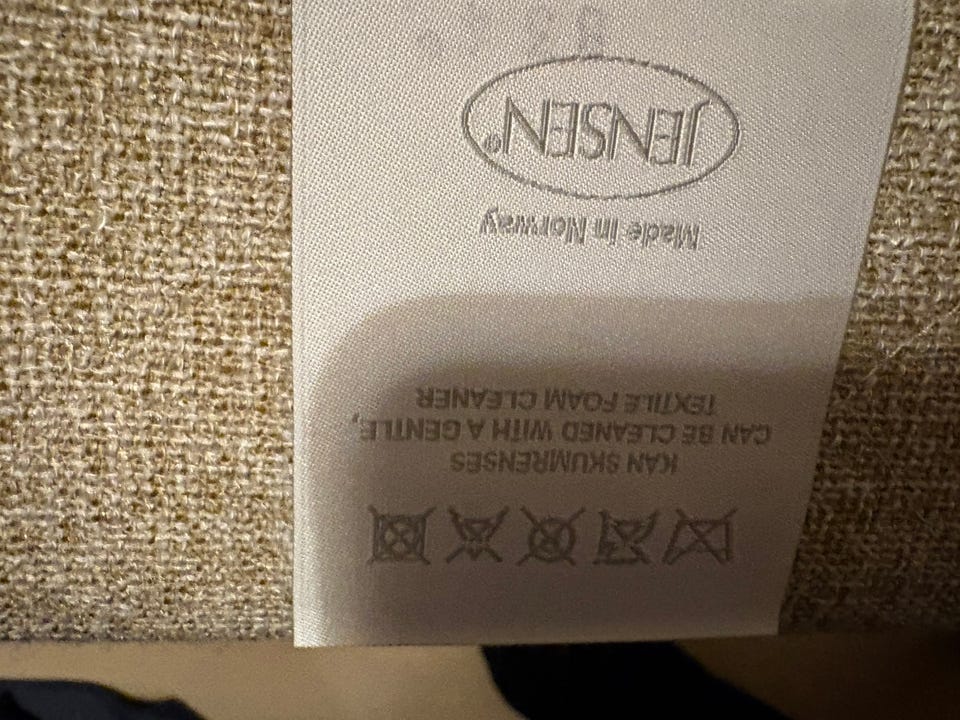 KAN SKUMRENSES
CAN BE CLEANED WITH A GENTLE,
TEXTILE FOAM CLEANER
Made In Norway
JENSEN®